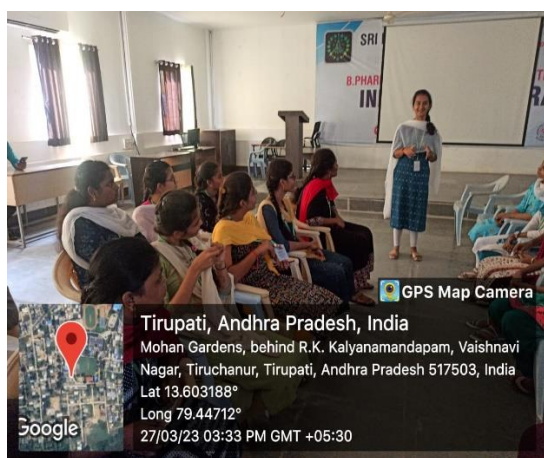 SRI
B.PHAR
IN
GPS Map Camera
Tirupati, Andhra Pradesh, India
Mohan Gardens, behind R.K. Kalyanamandapam, Vaishnavi
Nagar, Tiruchanur, Tirupati, Andhra Pradesh 517503, India
Lat 13.603188°
Long 79.44712°
27/03/23 03:33 PM GMT +05:30
Google